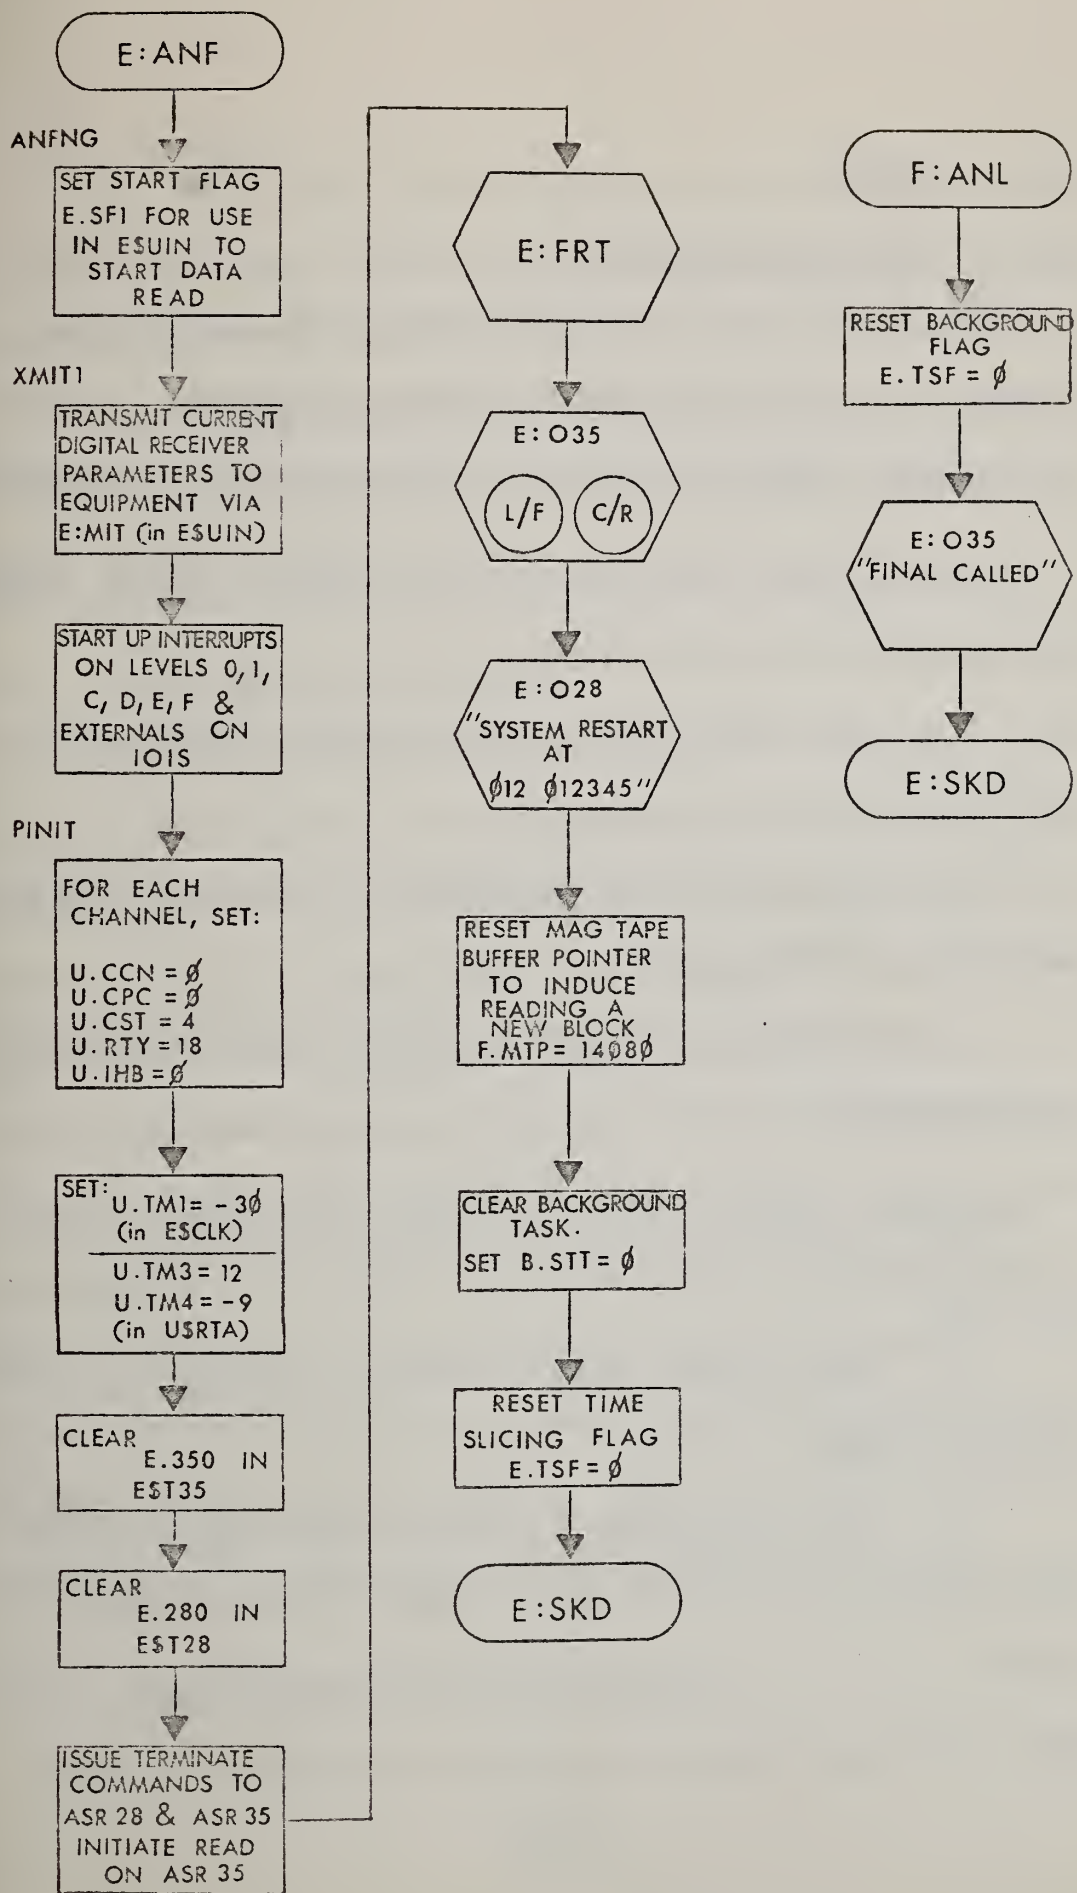 E:ANF
ANFNG
SET START FLAG
E.SF1 FOR USE
IN E$UIN TO
START DATA
READ
XMIT1
TRANSMIT CURRENT
DIGITAL RECEIVER
PARAMETERS TO
EQUIPMENT VIA
E:MIT (in E$UIN)
START UP INTERRUPTS
ON LEVELS 0, 1,
C, D, E, F &
EXTERNALS ON
IOIS
PINIT
FOR EACH
CHANNEL, SET:
U.CCN = Ø
U.CPC = Ø
U.CST = 4
U.RTY = 18
U.IHB = Ø
SET:
U.TM1 = -3Ø
(in E$CLK)
U.TM3 = 12
U.TM4 = -9
(in U$RTA)
CLEAR
E.350 IN
E$T35
CLEAR
E.280 IN
E$T28
ISSUE TERMINATE
COMMANDS TO
ASR 28 & ASR 35
INITIATE READ
ON ASR 35
E:FRT
E:O35
L/F C/R
E:O28
"SYSTEM RESTART
AT
Ø12 Ø12345"
RESET MAG TAPE
BUFFER POINTER
TO INDUCE
READING A
NEW BLOCK
F.MTP = 14Ø8Ø
CLEAR BACKGROUND
TASK.
SET B.STT = Ø
RESET TIME
SLICING FLAG
E.TSF = Ø
E:SKD
F:ANL
RESET BACKGROUND
FLAG
E.TSF = Ø
E:O35
"FINAL CALLED"
E:SKD